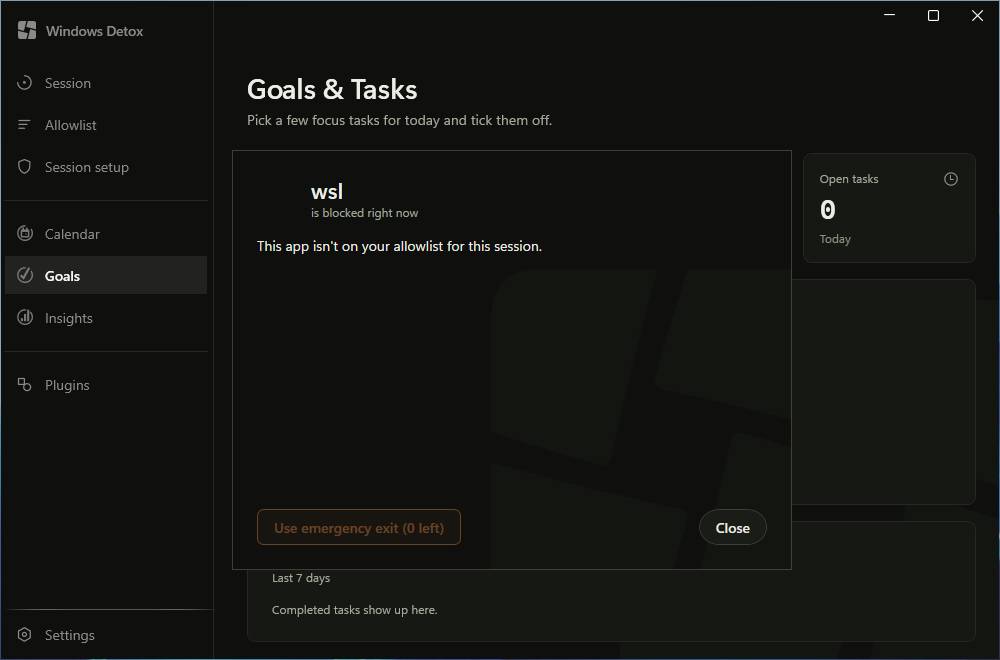 Windows Detox
Session
Allowlist
Session setup
Calendar
Goals
Insights
Plugins
Settings
Goals & Tasks
Pick a few focus tasks for today and tick them off.
wsl
is blocked right now
This app isn't on your allowlist for this session.
Use emergency exit (0 left)
Close
Open tasks
0
Today
Last 7 days
Completed tasks show up here.